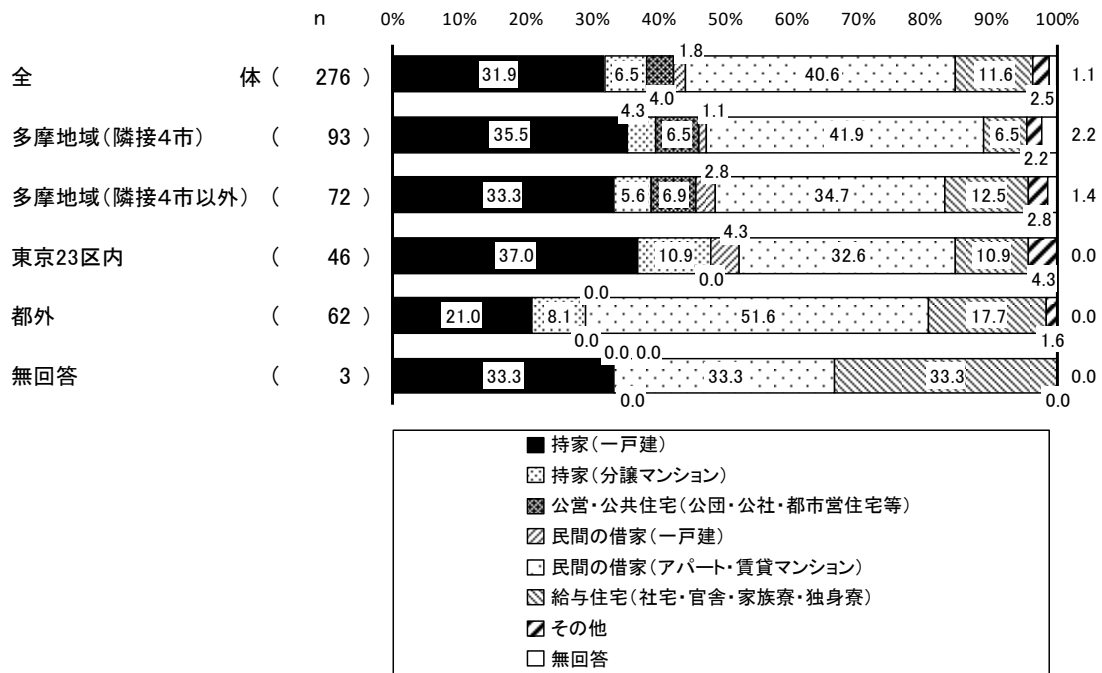 n 0% 10% 20% 30% 40% 50% 60% 70% 80% 90% 100%
1.8
全 体 ( 276 ) 31.9 6.5 40.6 11.6 1.1
4.0 2.5
4.3 1.1
多摩地域(隣接4市) ( 93 ) 35.5 6.5 41.9 6.5 2.2
2.2
2.8
多摩地域(隣接4市以外) ( 72 ) 33.3 5.6 6.9 34.7 12.5 1.4
2.8
4.3
東京23区内 ( 46 ) 37.0 10.9 32.6 10.9 0.0
0.0 4.3
0.0
都外 ( 62 ) 21.0 8.1 51.6 17.7 0.0
0.0 1.6
0.0 0.0
無回答 ( 3 ) 33.3 33.3 33.3 0.0
0.0 0.0
持家(一戸建)
持家(分譲マンション)
公営・公共住宅(公団・公社・都市営住宅等)
民間の借家(一戸建)
民間の借家(アパート・賃貸マンション)
給与住宅(社宅・官舎・家族寮・独身寮)
その他
無回答